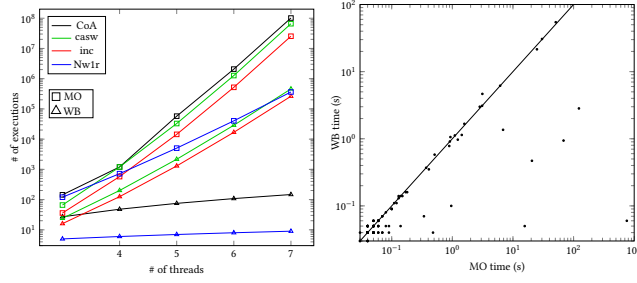 10^8
10^7
10^6
10^5
10^4
10^3
10^2
10^1
# of executions
CoA
casw
inc
Nw1r
MO
WB
3 4 5 6 7
# of threads
10^2
10^1
10^0
10^-1
WB time (s)
10^-1 10^0 10^1 10^2
MO time (s)